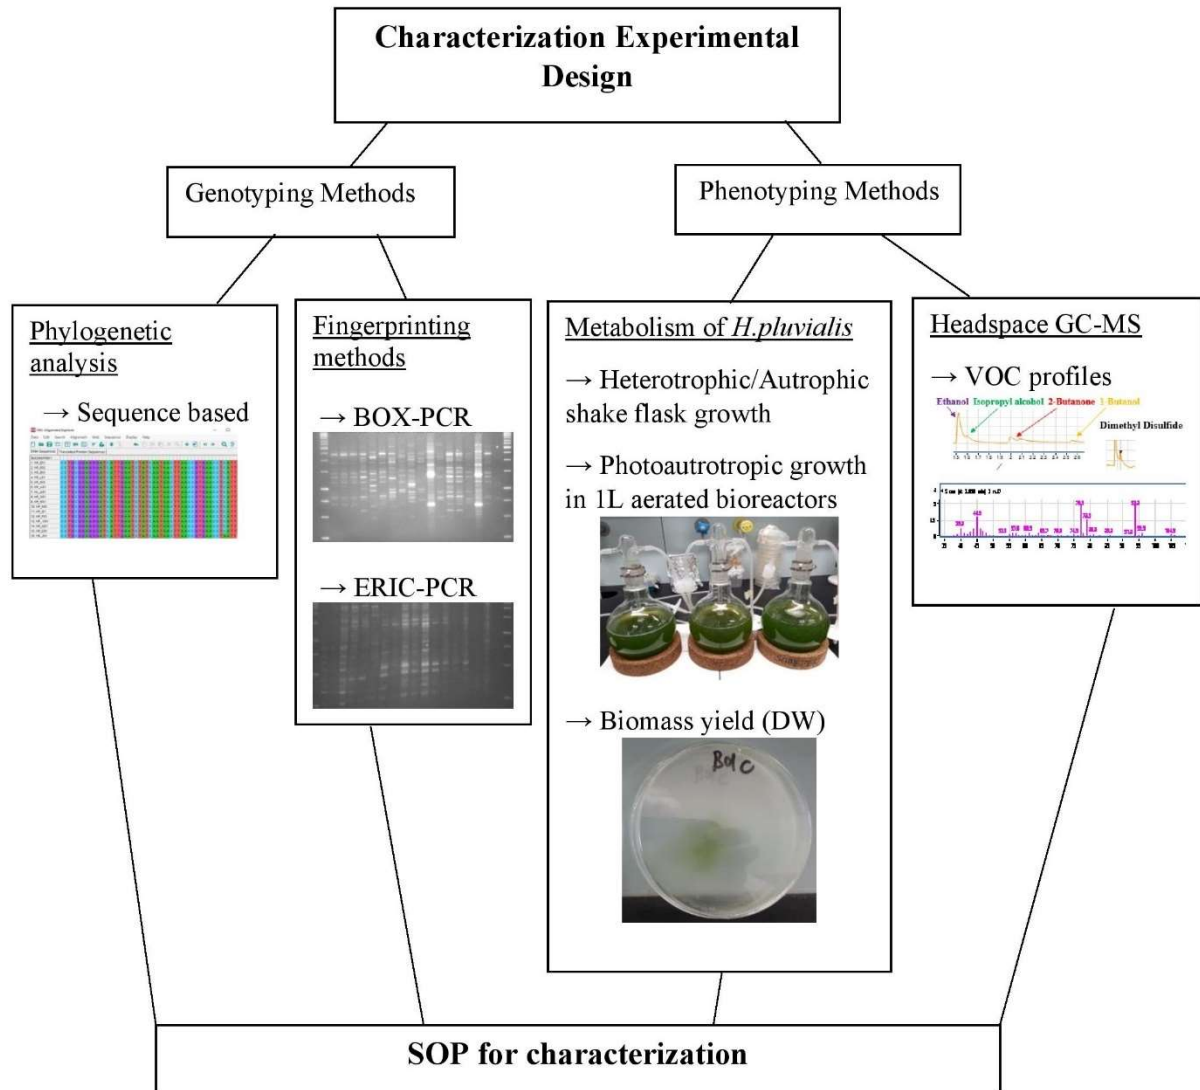 Characterization Experimental
Design
Genotyping Methods
Phenotyping Methods
Phylogenetic
analysis
→ Sequence based
Fingerprinting
methods
→ BOX-PCR
→ ERIC-PCR
Metabolism of H.pluvialis
→ Heterotrophic/Autrophic
shake flask growth
→ Photoautrotropic growth
in 1L aerated bioreactors
→ Biomass yield (DW)
Bol C
Headspace GC-MS
→ VOC profiles
Ethanol Isopropyl alcohol 2-Butanone 1-Butanol
Dimethyl Disulfide
SOP for characterization